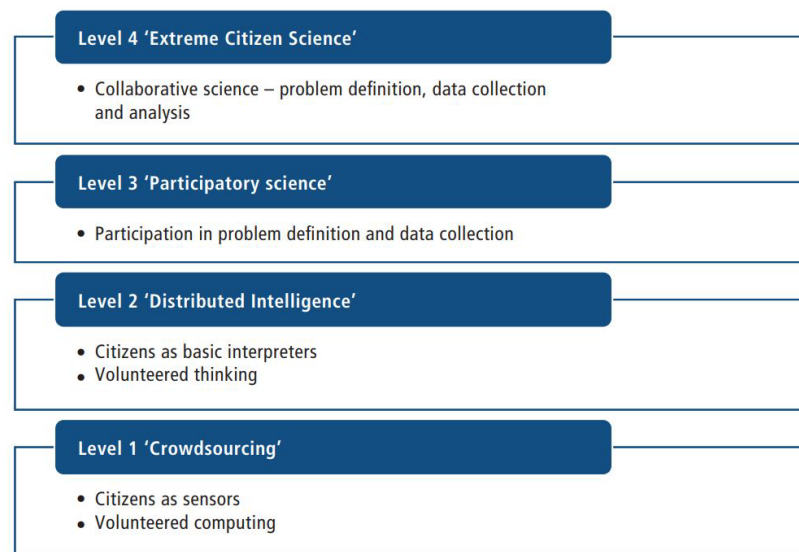 Level 4 ‘Extreme Citizen Science’
• Collaborative science – problem definition, data collection
and analysis
Level 3 ‘Participatory science’
• Participation in problem definition and data collection
Level 2 ‘Distributed Intelligence’
• Citizens as basic interpreters
• Volunteered thinking
Level 1 ‘Crowdsourcing’
• Citizens as sensors
• Volunteered computing